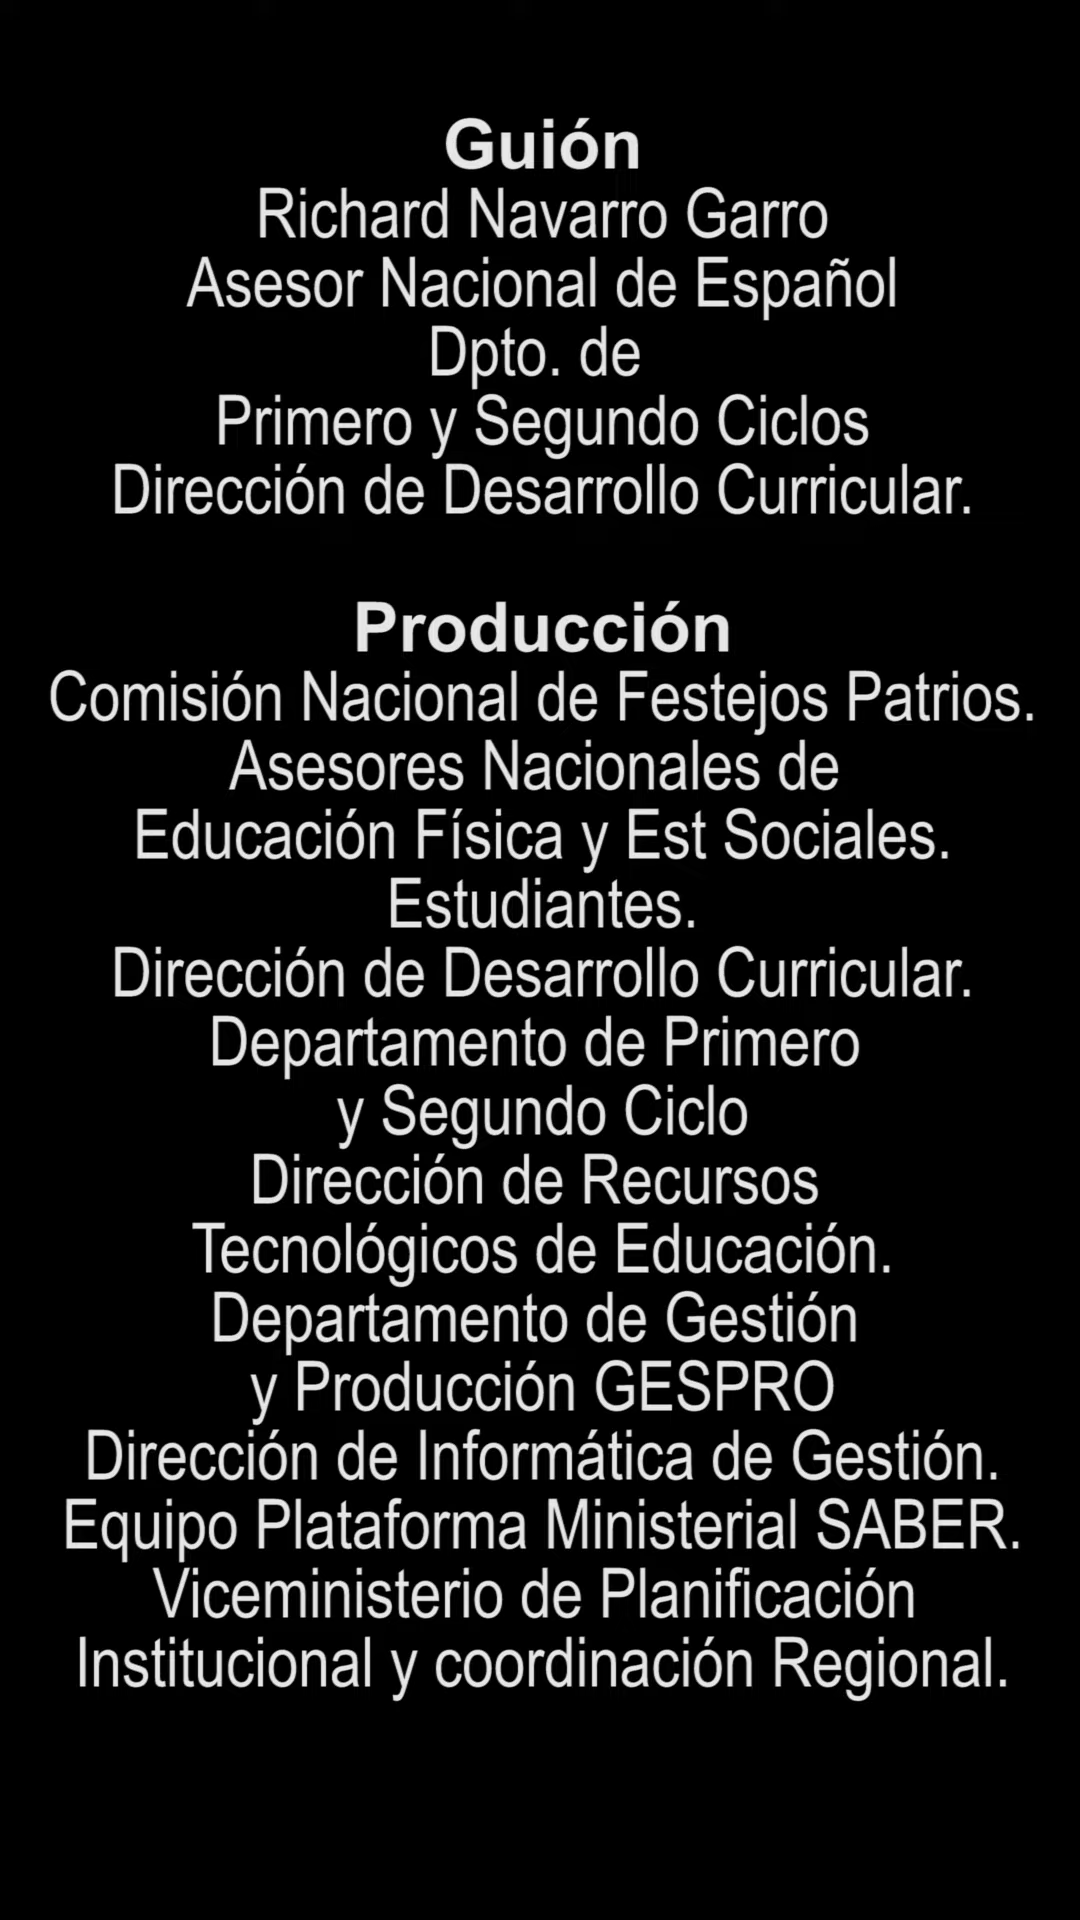 Guión
Richard Navarro Garro
Asesor Nacional de Español
Dpto. de
Primero y Segundo Ciclos
Dirección de Desarrollo Curricular.
Producción
Comisión Nacional de Festejos Patrios.
Asesores Nacionales de
Educación Física y Est Sociales.
Estudiantes.
Dirección de Desarrollo Curricular.
Departamento de Primero
y Segundo Ciclo
Dirección de Recursos
Tecnológicos de Educación.
Departamento de Gestión
y Producción GESPRO
Dirección de Informática de Gestión.
Equipo Plataforma Ministerial SABER.
Viceministerio de Planificación
Institucional y coordinación Regional.